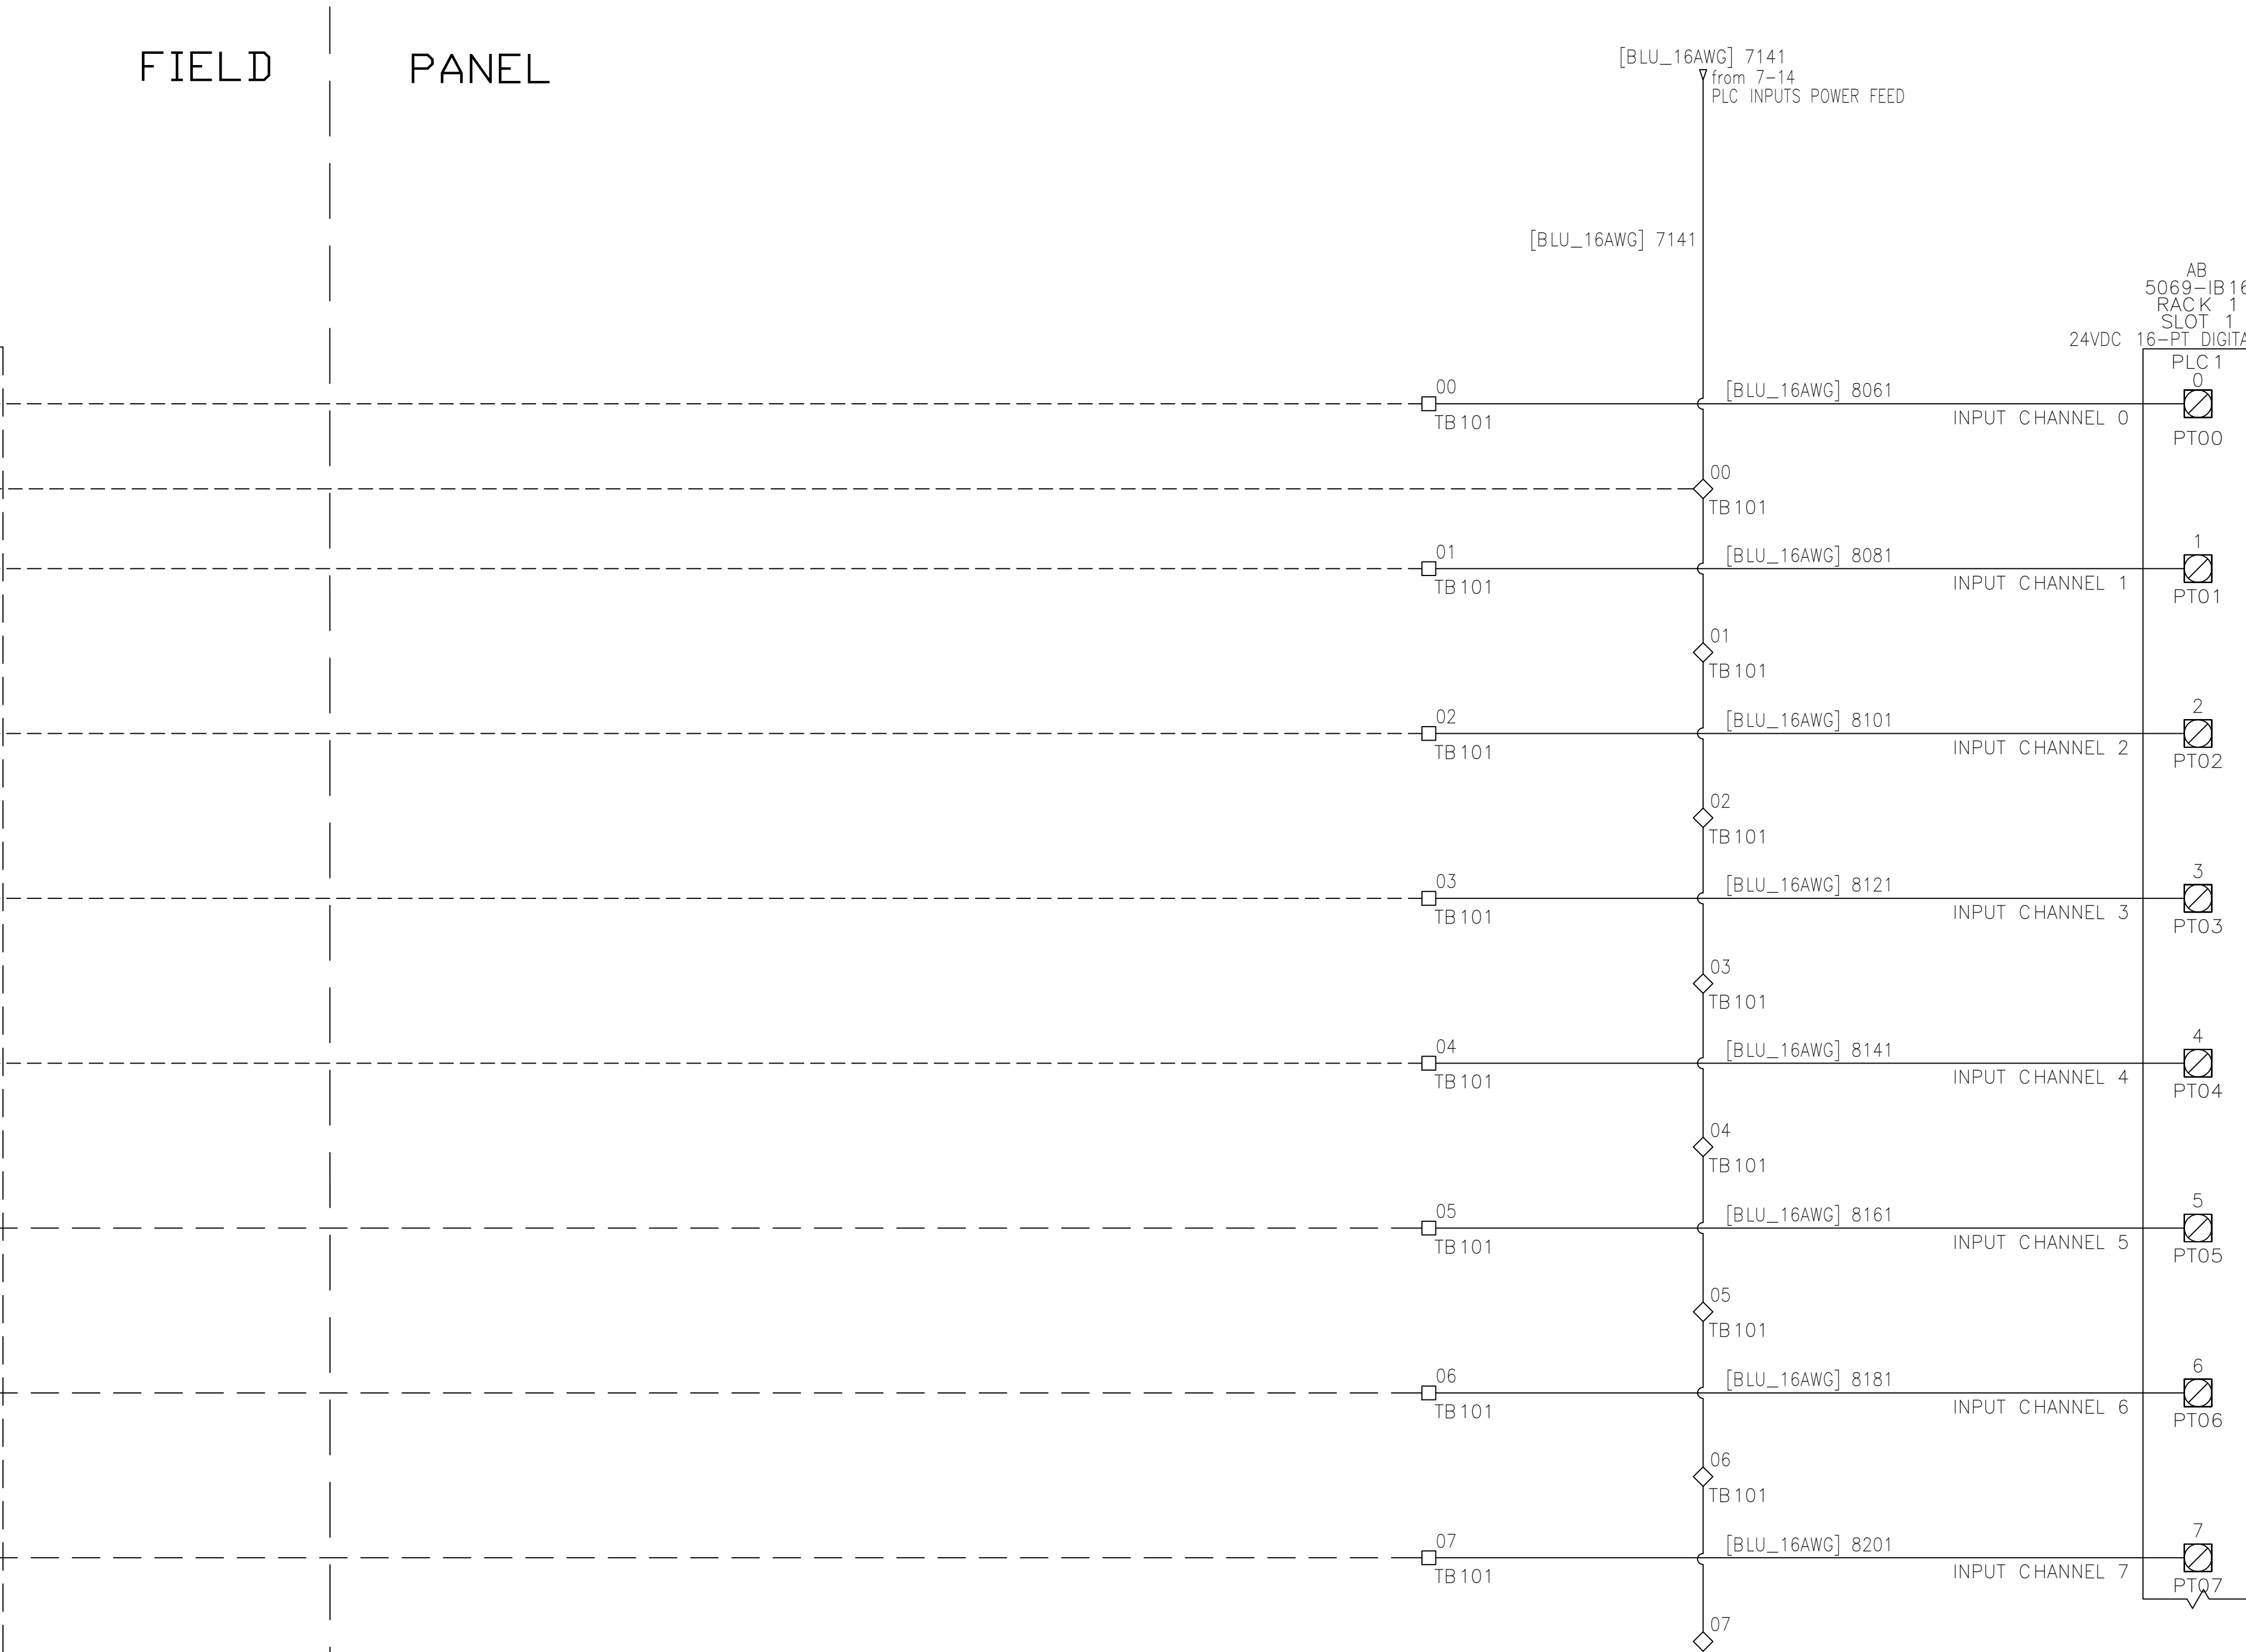 FIELD
PANEL
[BLU_16AWG] 7141
from 7-14
PLC INPUTS POWER FEED
[BLU_16AWG] 7141
AB
5069-IB16
RACK 1
SLOT 1
24VDC 16-PT DIGITA
PLC1
0
00
[BLU_16AWG] 8061
TB101
INPUT CHANNEL 0
PT00
00
TB101
1
01
[BLU_16AWG] 8081
TB101
INPUT CHANNEL 1
PT01
01
TB101
2
02
[BLU_16AWG] 8101
TB101
INPUT CHANNEL 2
PT02
02
TB101
3
03
[BLU_16AWG] 8121
TB101
INPUT CHANNEL 3
PT03
03
TB101
4
04
[BLU_16AWG] 8141
TB101
INPUT CHANNEL 4
PT04
04
TB101
5
05
[BLU_16AWG] 8161
TB101
INPUT CHANNEL 5
PT05
05
TB101
6
06
[BLU_16AWG] 8181
TB101
INPUT CHANNEL 6
PT06
06
TB101
7
07
[BLU_16AWG] 8201
TB101
INPUT CHANNEL 7
PT07
07